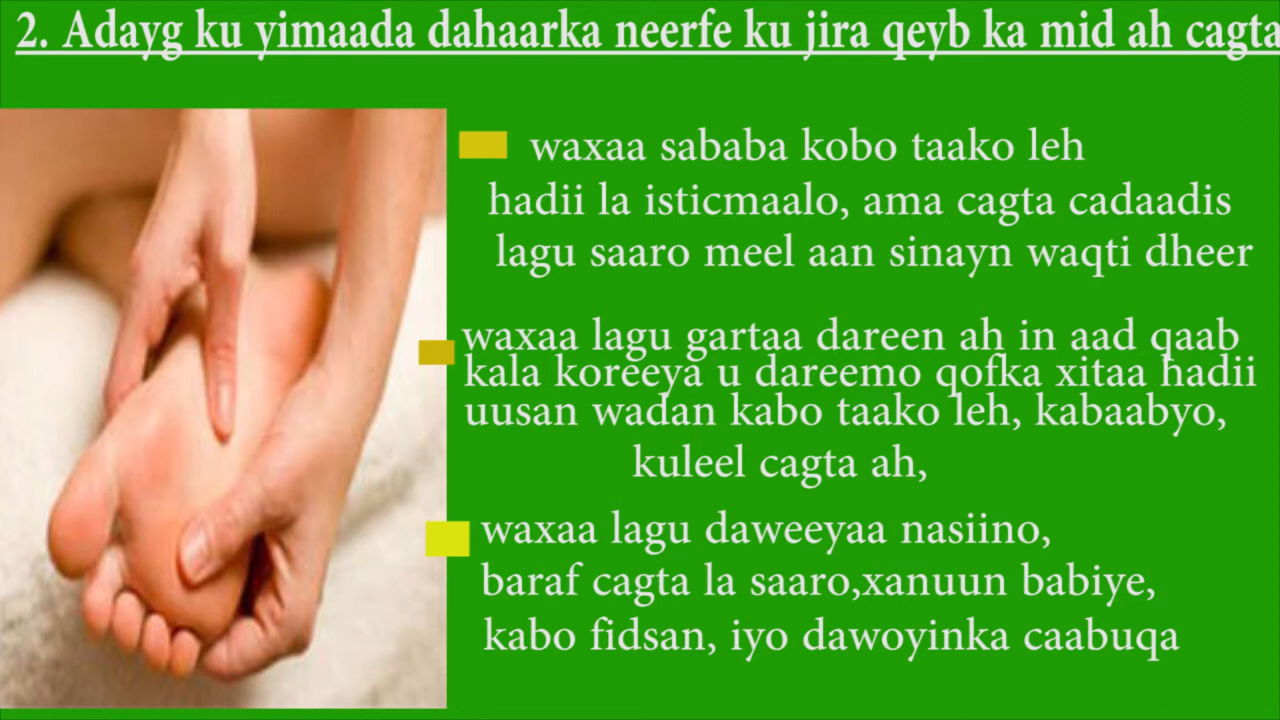 2. Adayg ku yimaada dahaarka neerfe ku jira qeyb ka mid ah cagta
waxaa sababa kobo taako leh
hadii la isticmaalo, ama cagta cadaadis
lagu saaro meel aan sinayn waqti dheer
waxaa lagu gartaa dareen ah in aad qaab
kala koreeya u dareemo qofka xitaa hadii
uusan wadan kabo taako leh, kabaabyo,
kuleel cagta ah,
waxaa lagu daweeyaa nasiino,
baraf cagta la saaro,xanuun babiye,
kabo fidsan, iyo dawoyinka caabuqa